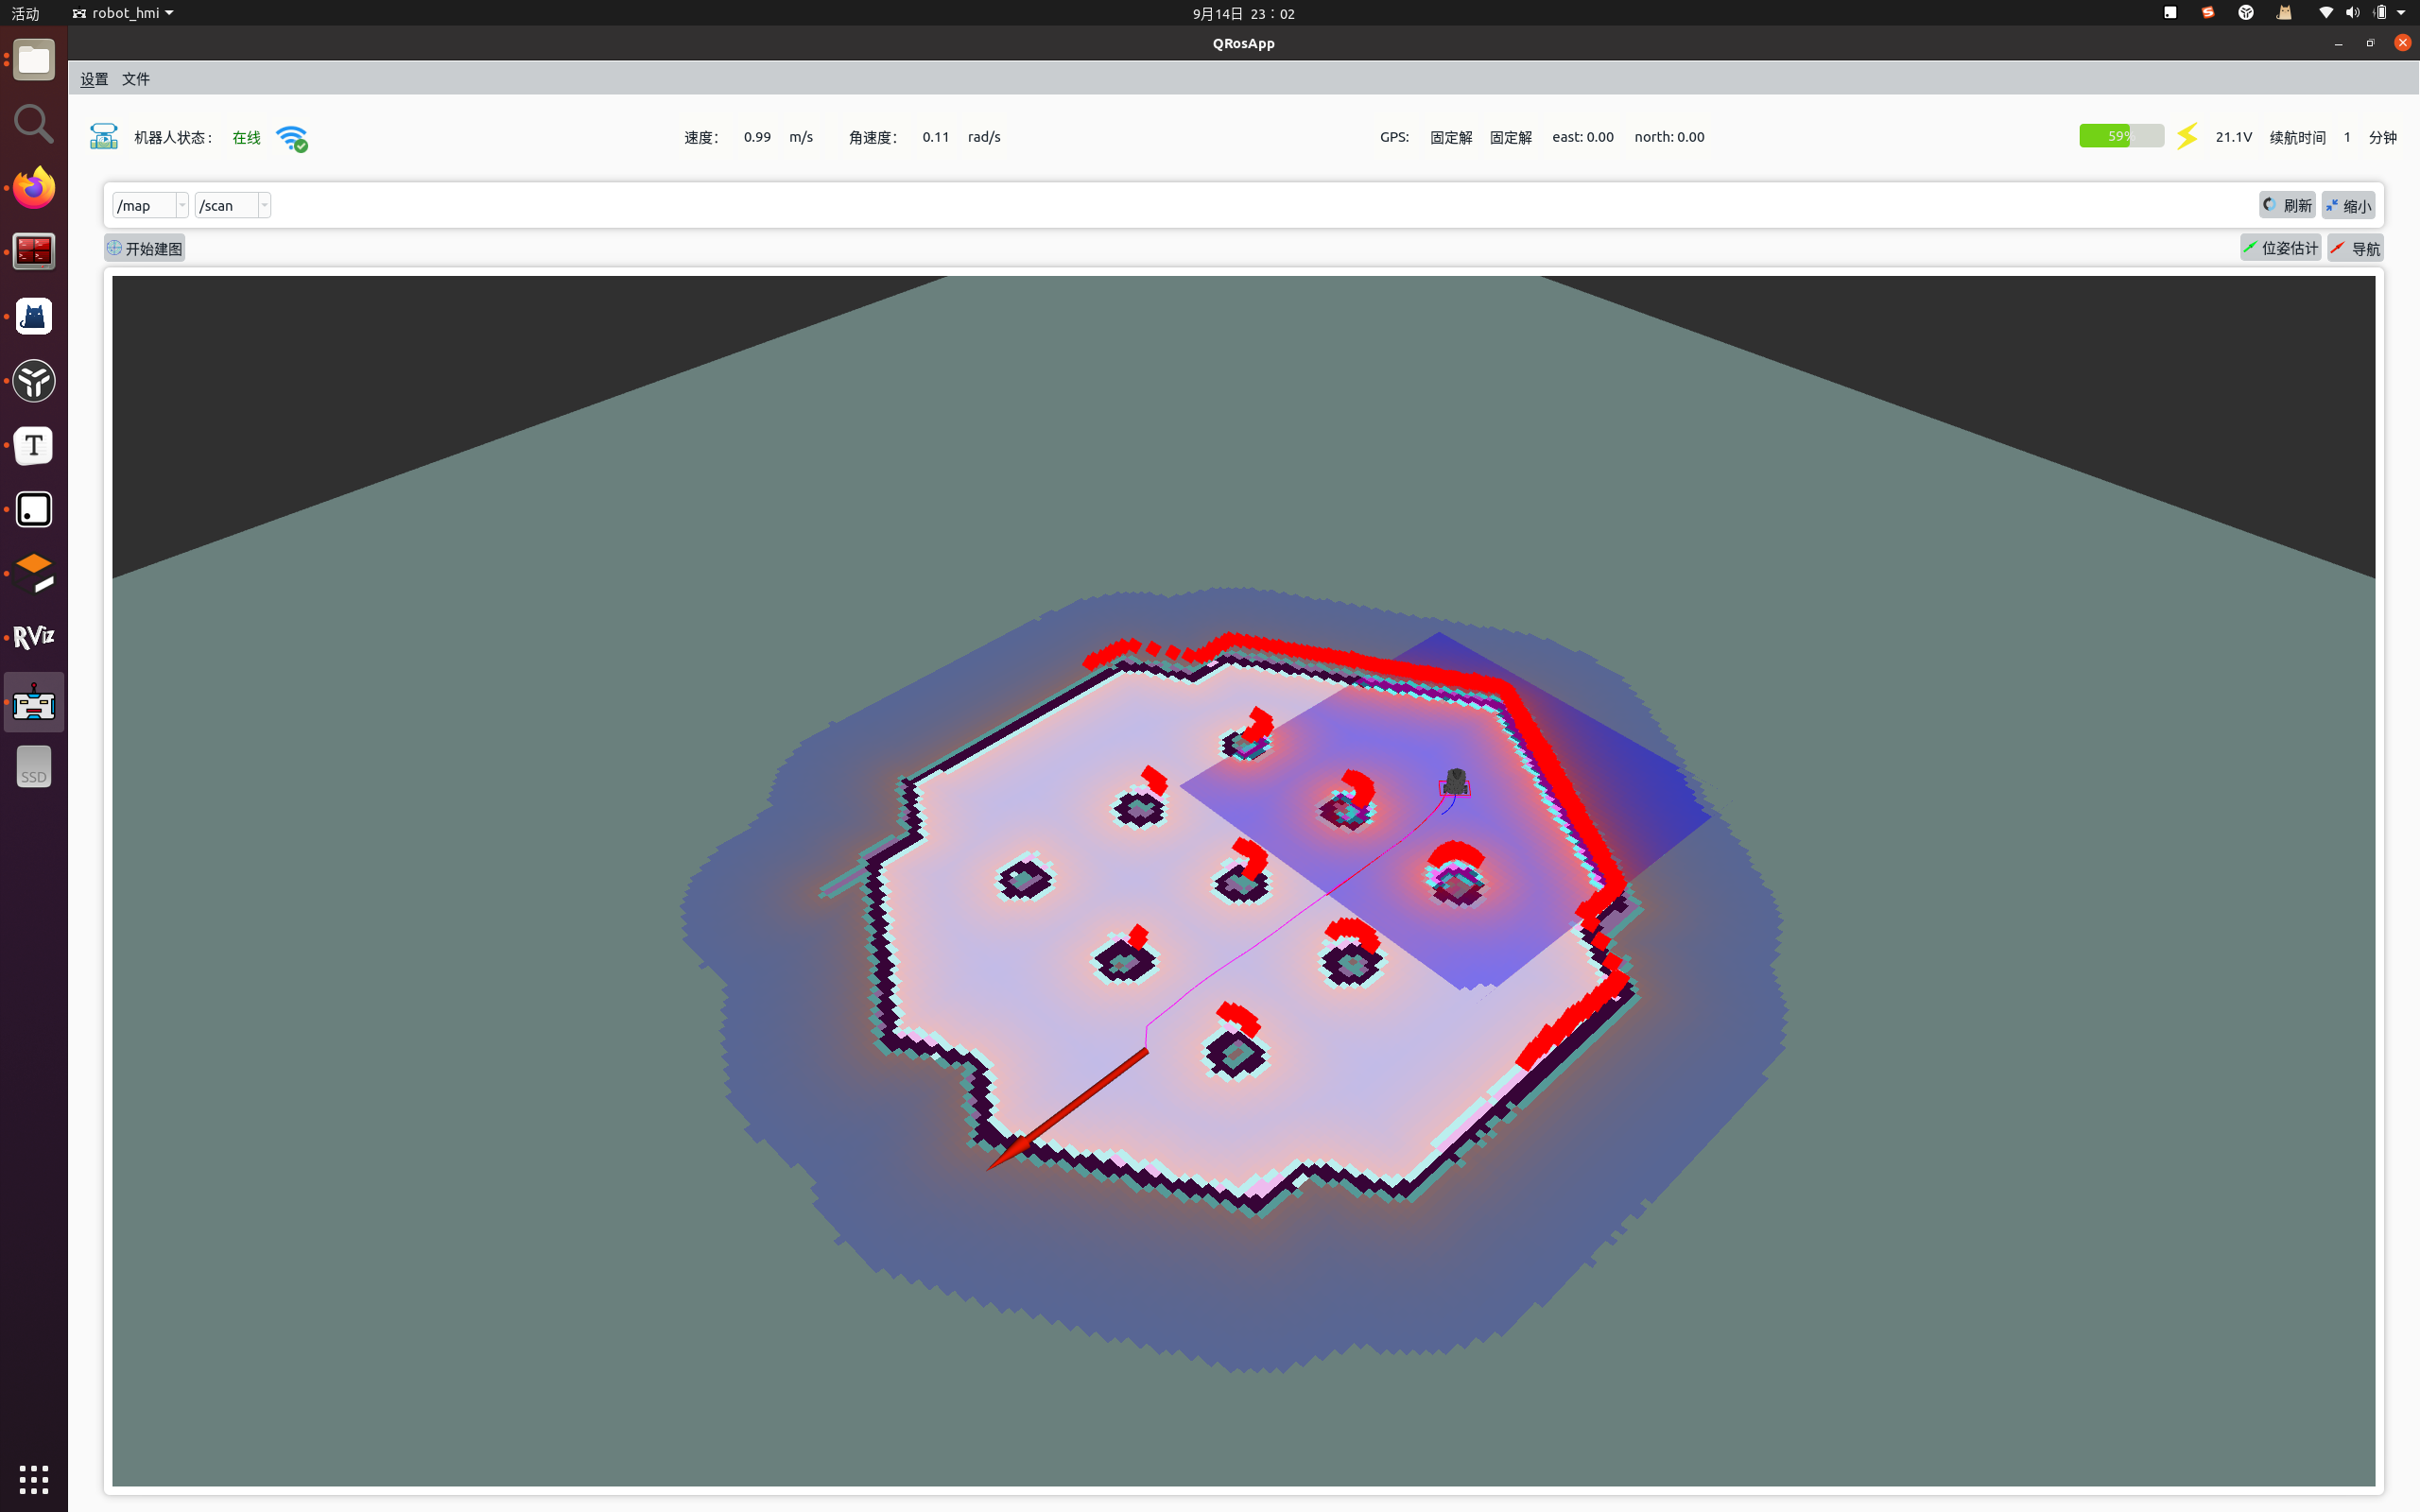 活动 robot_hmi 9月14日 23：02
QRosApp
设置 文件
机器人状态： 在线 速度： 0.99 m/s 角速度： 0.11 rad/s GPS: 固定解 固定解 east: 0.00 north: 0.00 59% 21.1V 续航时间 1 分钟
/map /scan 刷新 缩小
开始建图 位姿估计 导航
T
RViz
SSD